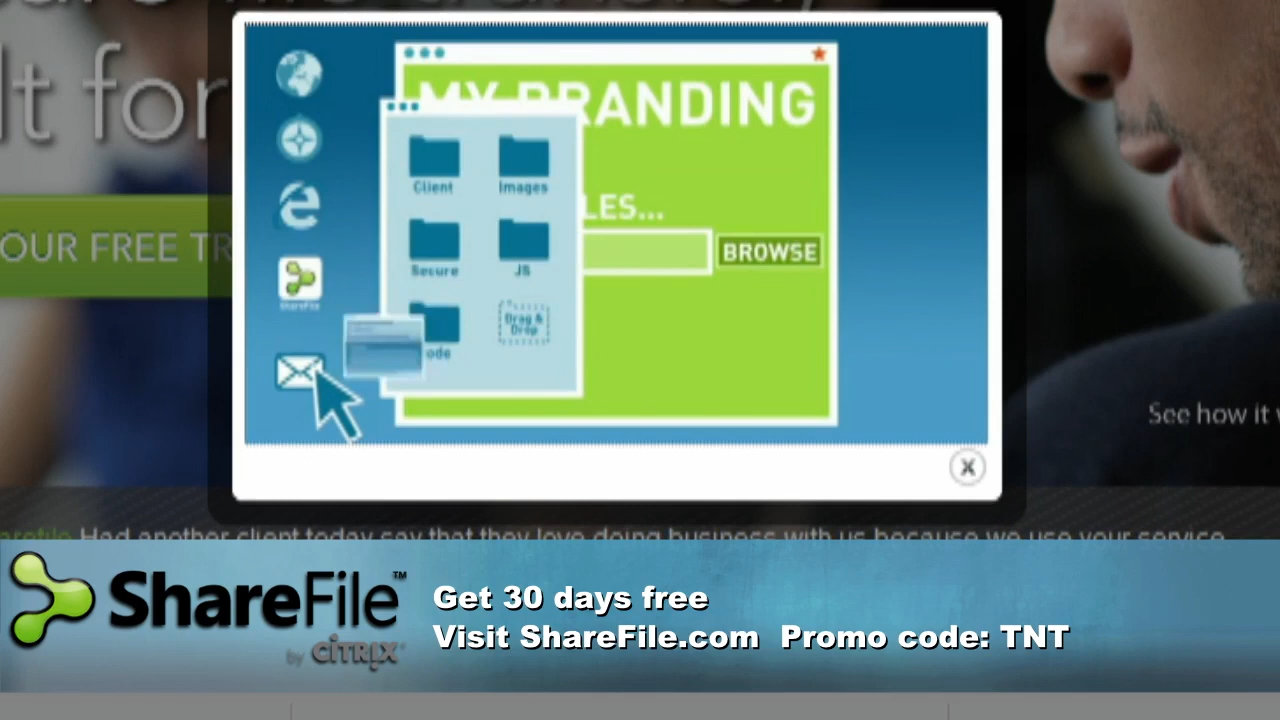 lt for
OUR FREE TR
MY BRANDING
Client
Images
LES...
BROWSE
Secure
JS
ShareFile
Drag &
Drop
ode
See how it
Had another client today say that they love doing business with us because we use your service
ShareFile™
by CITRIX
Get 30 days free
Visit ShareFile.com Promo code: TNT